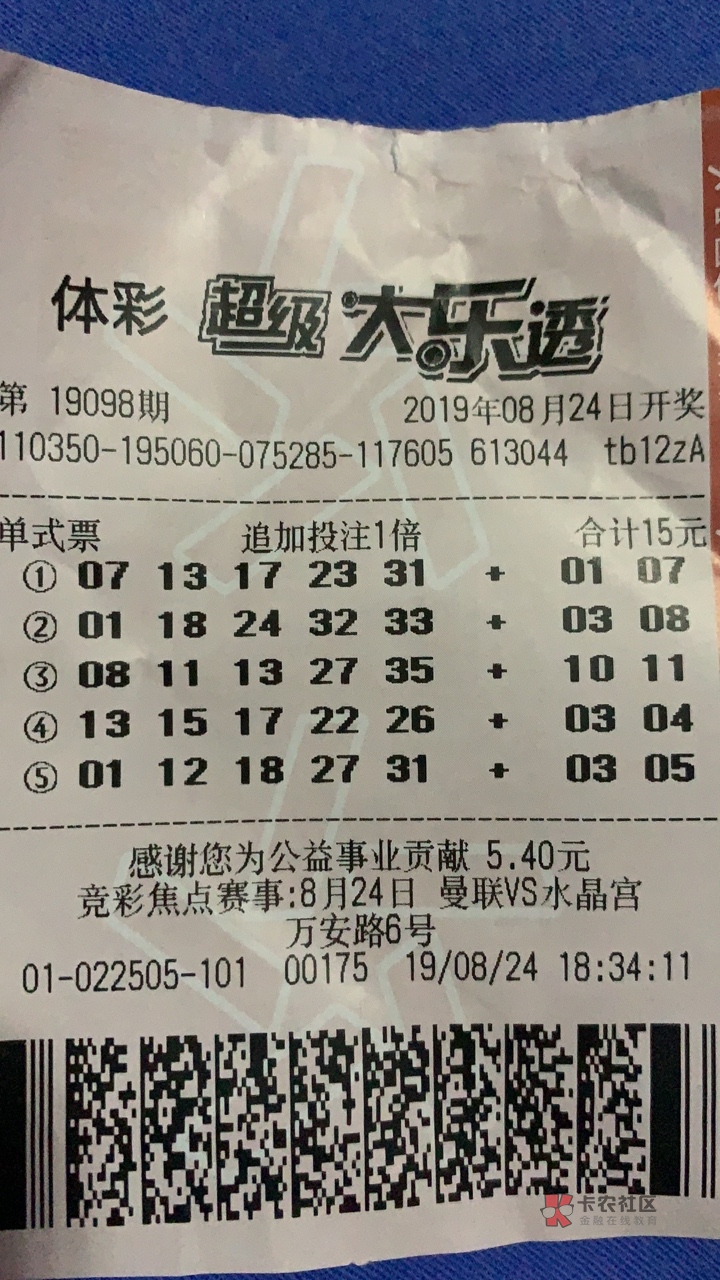 体彩 超级大乐透
第 19098期 2019年08月24日开奖
110350-195060-075285-117605 613044 tb12zA
单式票 追加投注1倍 合计15元
① 07 13 17 23 31 + 01 07
② 01 18 24 32 33 + 03 08
③ 08 11 13 27 35 + 10 11
④ 13 15 17 22 26 + 03 04
⑤ 01 12 18 27 31 + 03 05
感谢您为公益事业贡献 5.40元
竞彩焦点赛事:8月24日 曼联VS水晶宫
万安路6号
01-022505-101 00175 19/08/24 18:34:11
卡农社区
金融在线教育